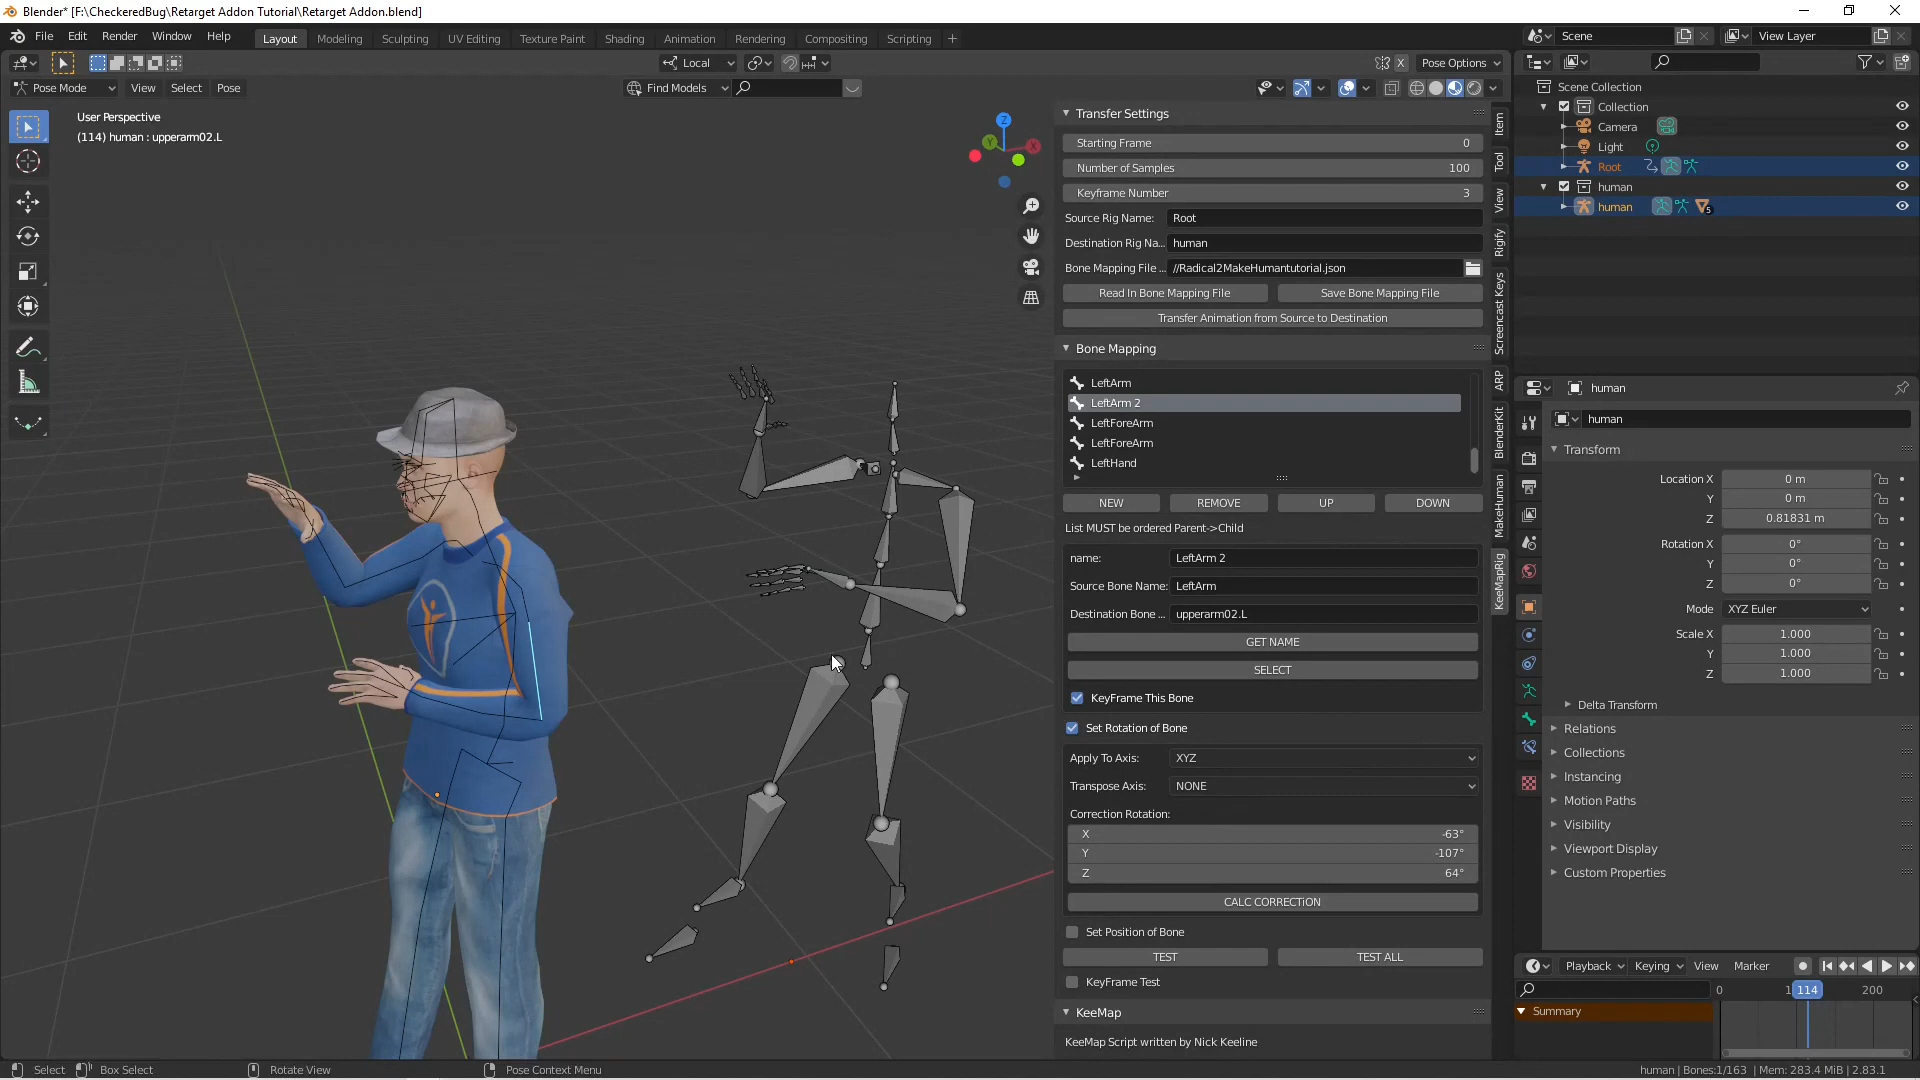 Blender* [F:\CheckeredBug\Retarget Addon Tutorial\Retarget Addon.blend]
File Edit Render Window Help Layout Modeling Sculpting UV Editing Texture Paint Shading Animation Rendering Compositing Scripting + Scene View Layer
Local X Pose Options
Pose Mode View Select Pose Find Models
User Perspective
(114) human : upperarm02.L
Z
Y
X
Transfer Settings
Starting Frame 0
Number of Samples 100
Keyframe Number 3
Source Rig Name: Root
Destination Rig Na... human
Bone Mapping File ... //Radical2MakeHumantutorial.json
Read In Bone Mapping File Save Bone Mapping File
Transfer Animation from Source to Destination
Bone Mapping
LeftArm
LeftArm 2
LeftForeArm
LeftForeArm
LeftHand
NEW REMOVE UP DOWN
List MUST be ordered Parent->Child
name: LeftArm 2
Source Bone Name: LeftArm
Destination Bone ... upperarm02.L
GET NAME
SELECT
KeyFrame This Bone
Set Rotation of Bone
Apply To Axis: XYZ
Transpose Axis: NONE
Correction Rotation:
X -63°
Y -107°
Z 64°
CALC CORRECTiON
Set Position of Bone
TEST TEST ALL
KeyFrame Test
KeeMap
KeeMap Script written by Nick Keeline
Item
Tool
View
Rigify
Screencast Keys
ARP
BlenderKit
MakeHuman
KeeMapRig
Scene Collection
Collection
Camera
Light
Root
human
human 5
human
human
Transform
Location X 0 m
Y 0 m
Z 0.81831 m
Rotation X 0°
Y 0°
Z 0°
Mode XYZ Euler
Scale X 1.000
Y 1.000
Z 1.000
Delta Transform
Relations
Collections
Instancing
Motion Paths
Visibility
Viewport Display
Custom Properties
Playback Keying View Marker
0 1 114 200
Summary
Select Box Select Rotate View Pose Context Menu human | Bones:1/163 | Mem: 283.4 MiB | 2.83.1